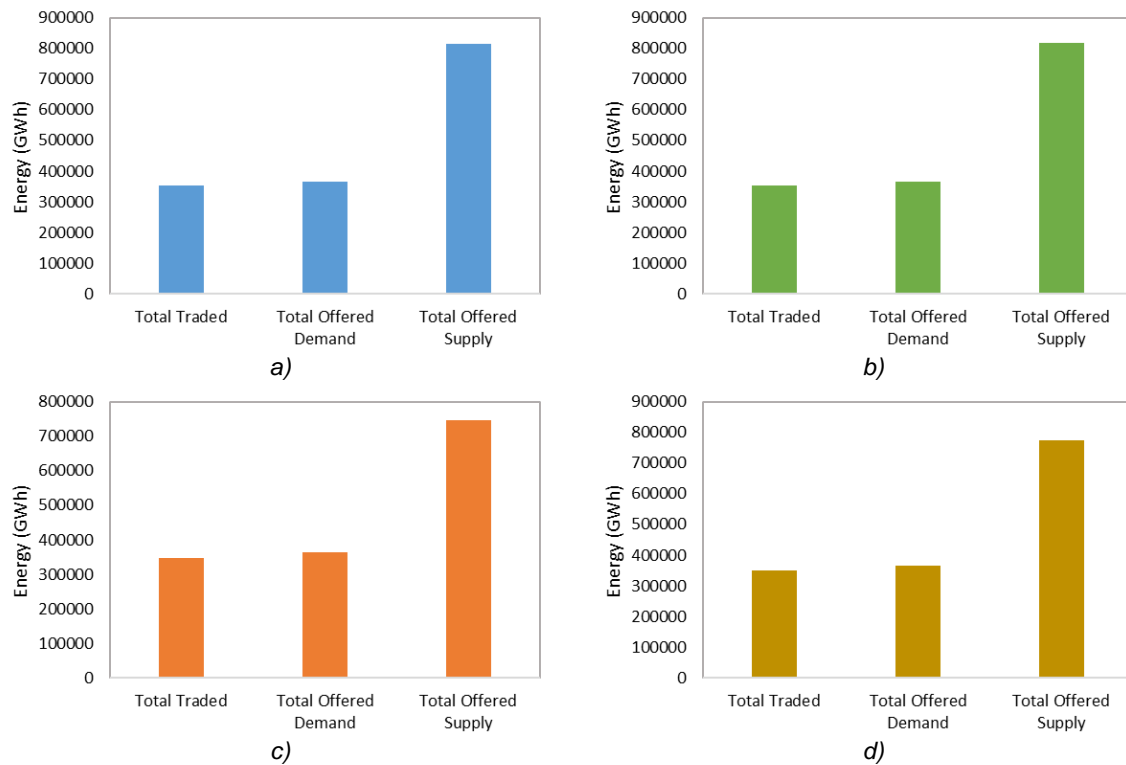 900000
800000
700000
600000
500000
400000
300000
200000
100000
0
Energy (GWh)
Total Traded
Total Offered
Demand
Total Offered
Supply
a)
900000
800000
700000
600000
500000
400000
300000
200000
100000
0
Energy (GWh)
Total Traded
Total Offered
Demand
Total Offered
Supply
b)
800000
700000
600000
500000
400000
300000
200000
100000
0
Energy (GWh)
Total Traded
Total Offered
Demand
Total Offered
Supply
c)
900000
800000
700000
600000
500000
400000
300000
200000
100000
0
Energy (GWh)
Total Traded
Total Offered
Demand
Total Offered
Supply
d)